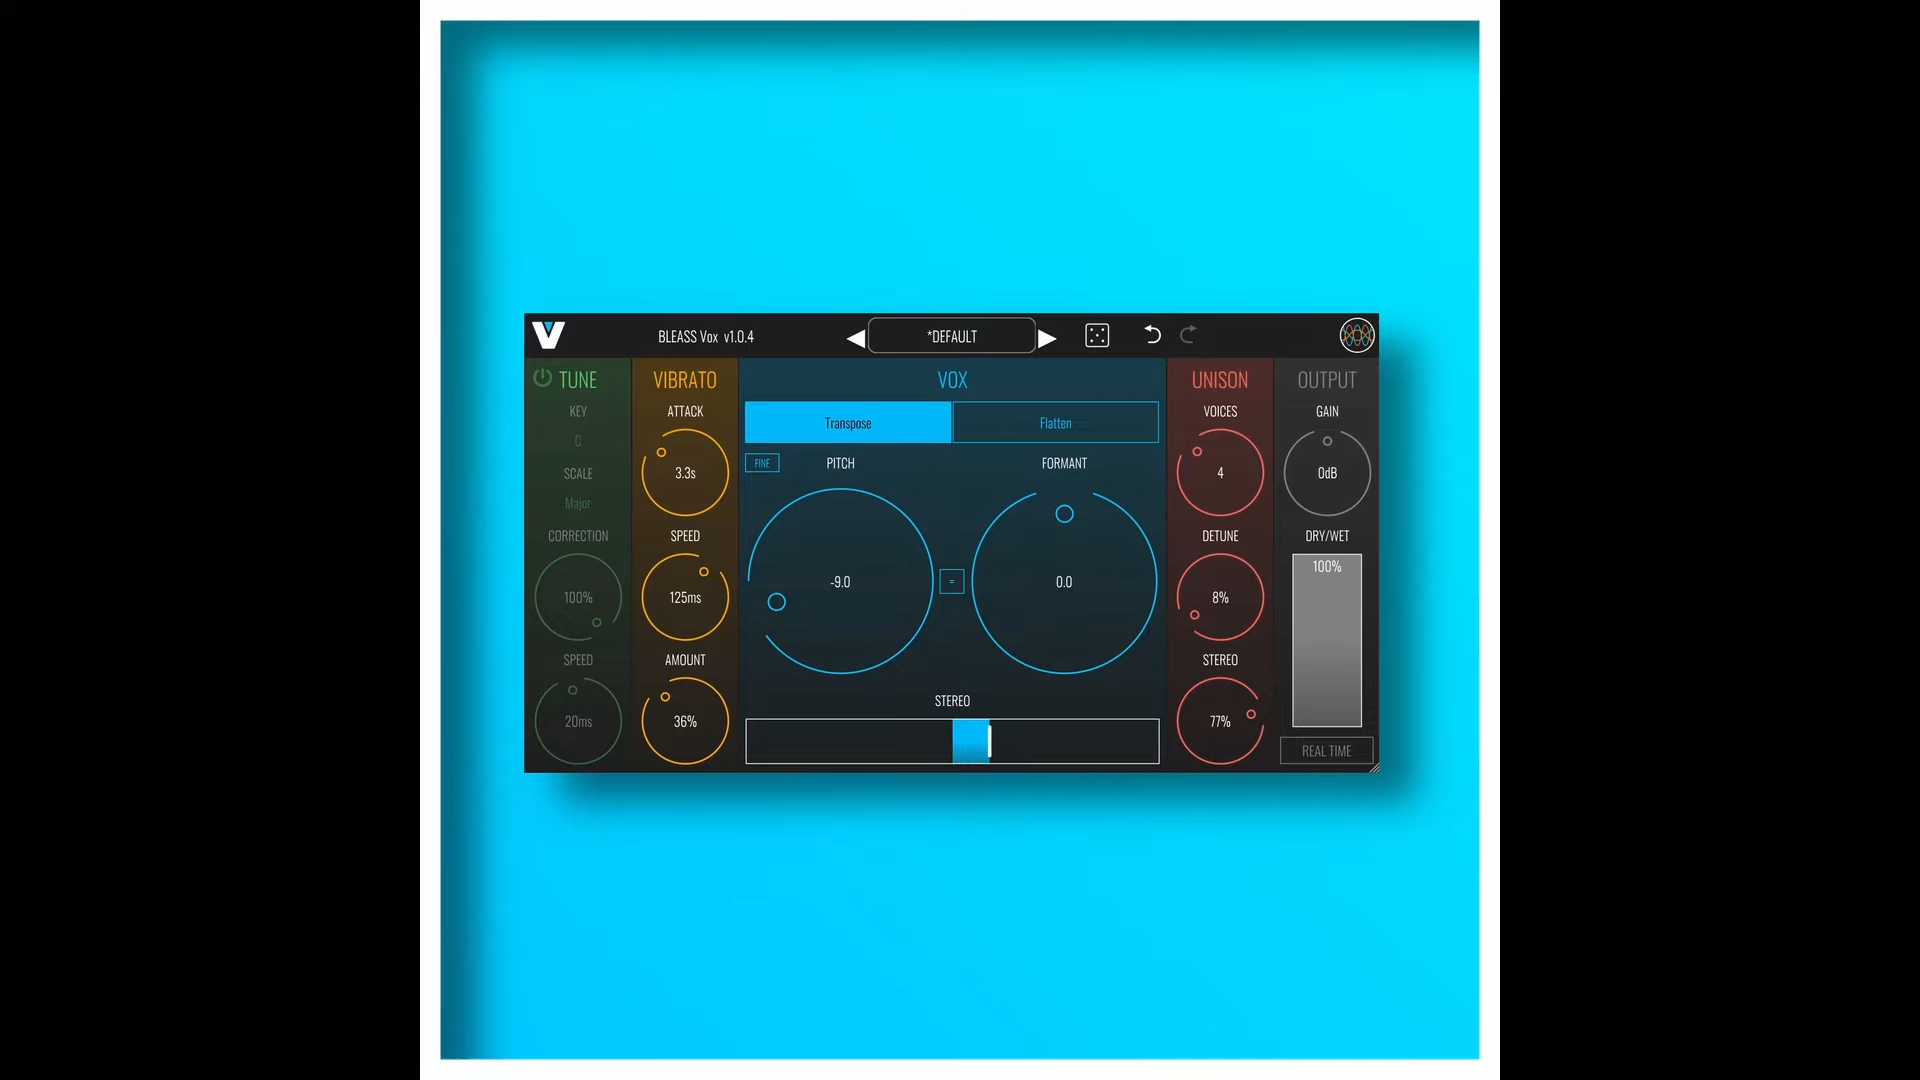 V
BLEASS Vox v1.0.4
*DEFAULT
TUNE
KEY
C
SCALE
Major
CORRECTION
100%
SPEED
20ms
VIBRATO
ATTACK
3.3s
SPEED
125ms
AMOUNT
36%
VOX
Transpose
Flatten
FINE
PITCH
-9.0
=
FORMANT
0.0
STEREO
UNISON
VOICES
4
DETUNE
8%
STEREO
77%
OUTPUT
GAIN
0dB
DRY/WET
100%
REAL TIME